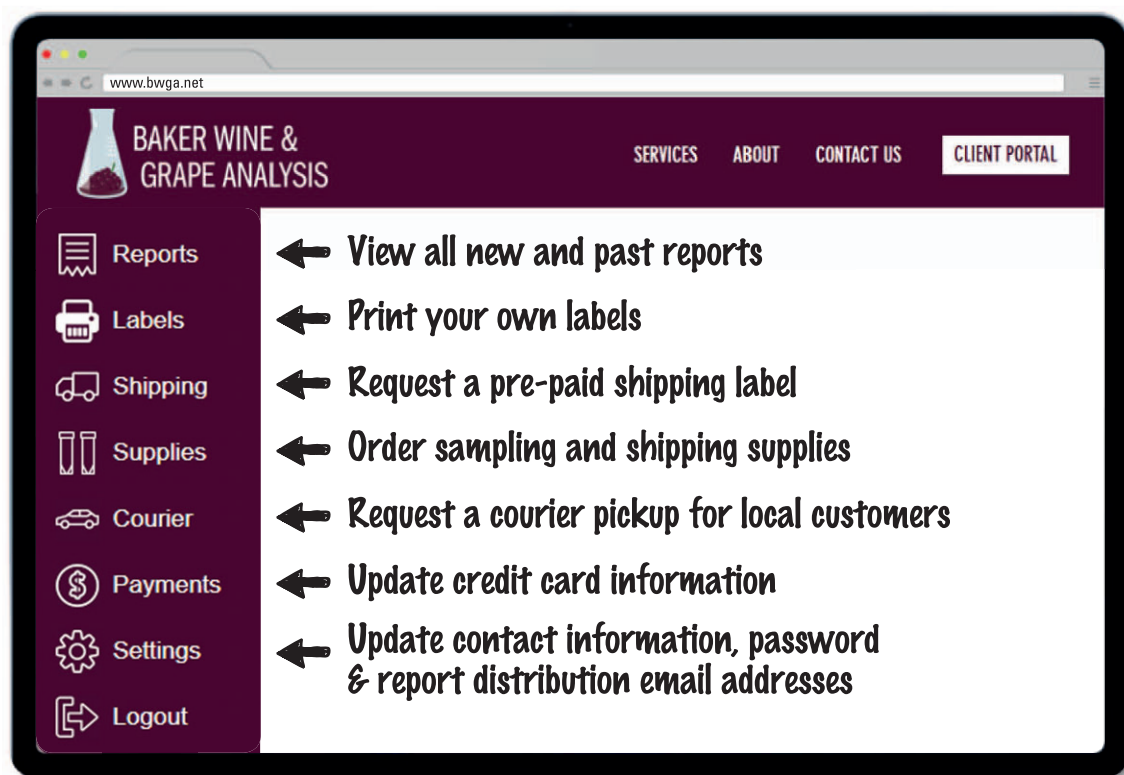 www.bwga.net
BAKER WINE &
GRAPE ANALYSIS
SERVICES ABOUT CONTACT US CLIENT PORTAL
Reports
View all new and past reports
Labels
Print your own labels
Shipping
Request a pre-paid shipping label
Supplies
Order sampling and shipping supplies
Courier
Request a courier pickup for local customers
Payments
Update credit card information
Settings
Update contact information, password
& report distribution email addresses
Logout